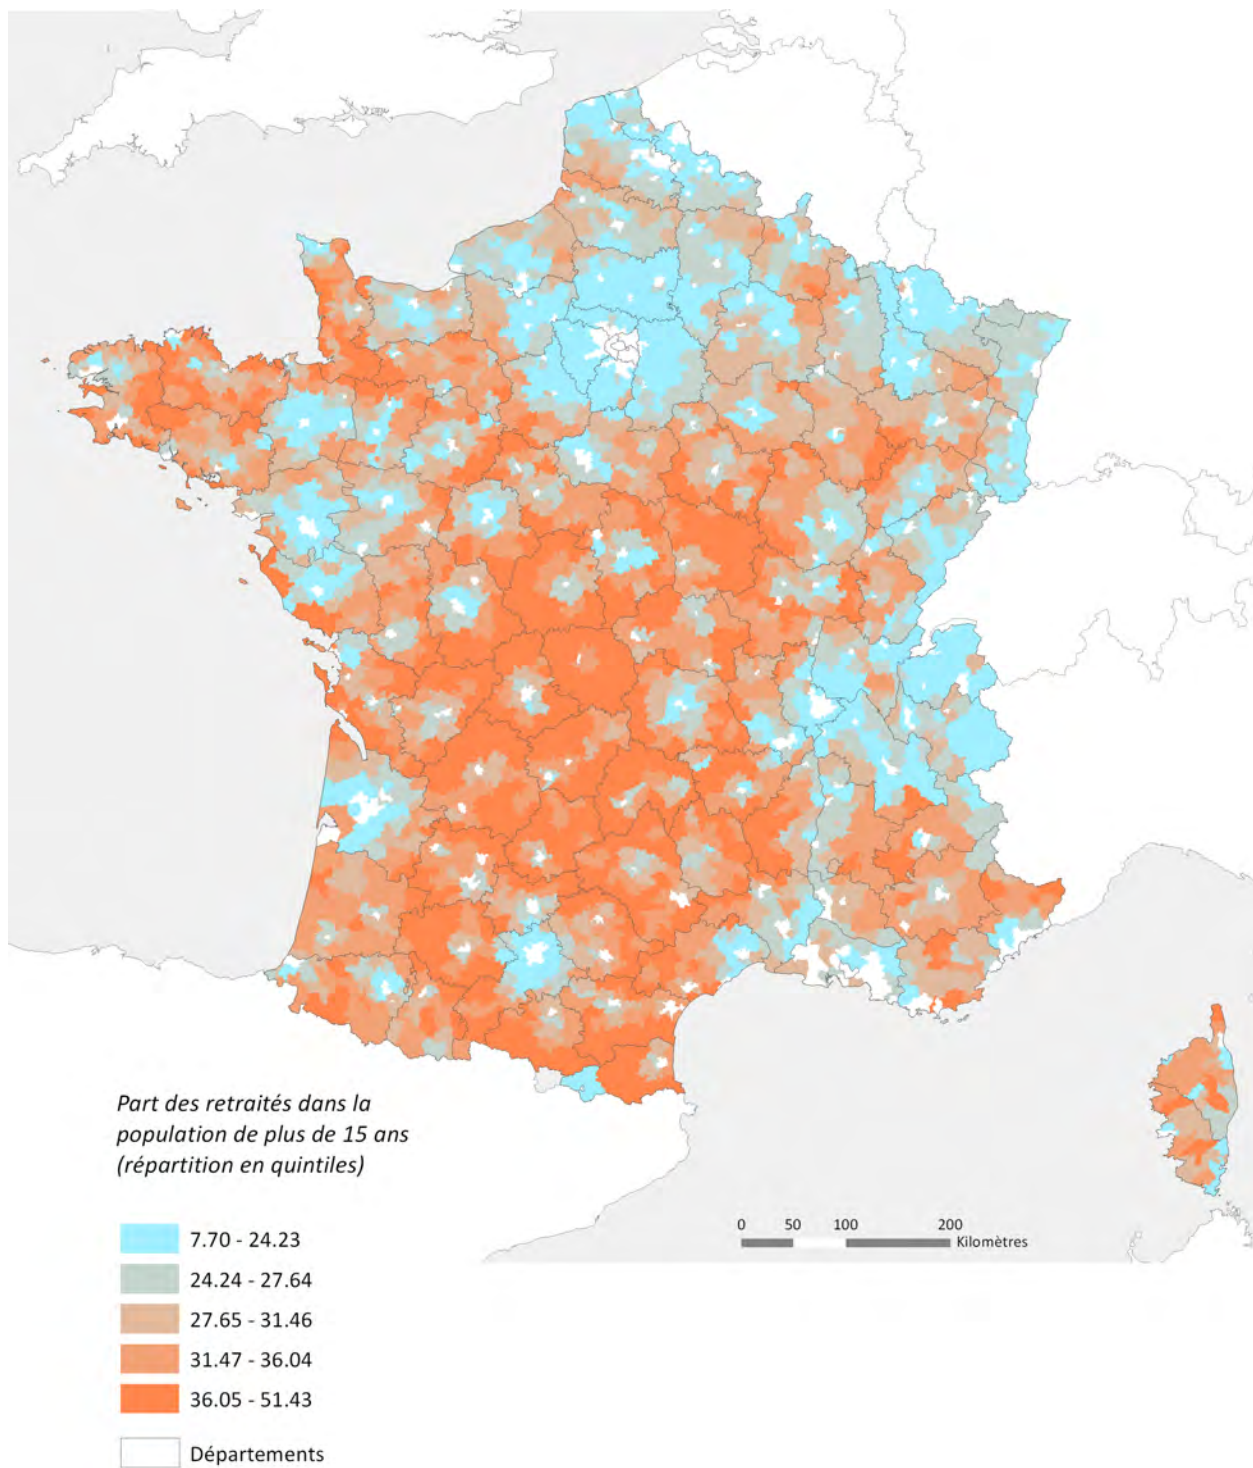 Part des retraités dans la
population de plus de 15 ans
(répartition en quintiles)
7.70 - 24.23
24.24 - 27.64
27.65 - 31.46
31.47 - 36.04
36.05 - 51.43
Départements
0 50 100 200
Kilomètres